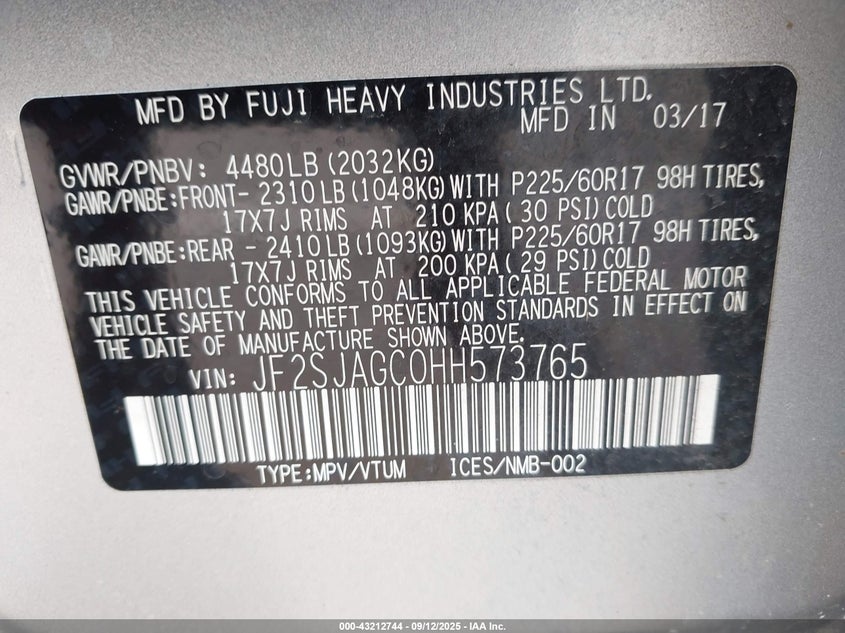 MFD BY FUJI HEAVY INDUSTRIES LTD.
MFD IN 03/17
GVWR/PNBV: 4480LB (2032KG)
GAWR/PNBE:FRONT- 2310LB(1048KG)WITH P225/60R17 98H TIRES,
17X7J RIMS AT 210 KPA( 30 PSI)COLD
GAWR/PNBE:REAR - 2410LB(1093KG)WITH P225/60R17 98H TIRES,
17X7J RIMS AT 200 KPA( 29 PSI)COLD
THIS VEHICLE CONFORMS TO ALL APPLICABLE FEDERAL MOTOR
VEHICLE SAFETY AND THEFT PREVENTION STANDARDS IN EFFECT ON
THE DATE OF MANUFACTURE SHOWN ABOVE.
VIN: JF2SJAGC0HH573765
TYPE:MPV/VTUM ICES/NMB-002
000-43212744 - 09/12/2025 - IAA Inc.